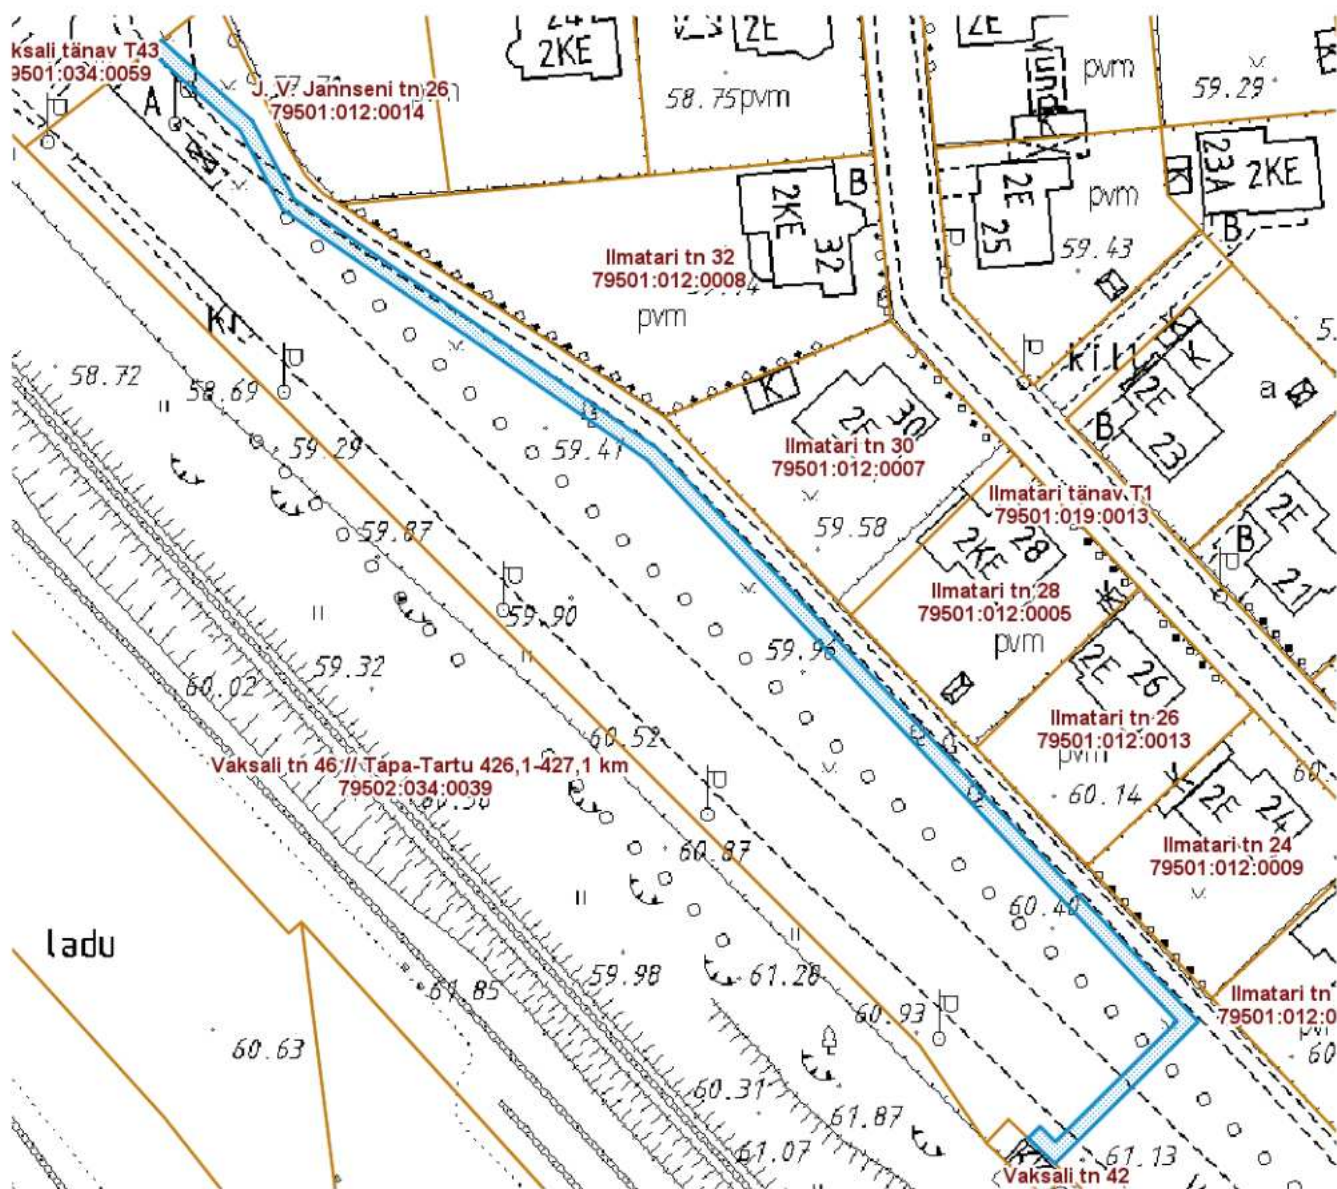 2KE
2E
2E
ksali tänav T43
79501:034:0059
J. V. Jannseni tn 26
79501:012:0014
A
58.75
pvm
pvm
59.29
23A
2KE
K
2KE
32
B
2E
25
pvm
59.43
B
Ilmatari tn 32
79501:012:0008
pvm
58.72
58.69
59.29
59.41
K
30
Ilmatari tn 30
79501:012:0007
59.58
K
K
2E
23
B
a
59.87
59.90
Ilmatari tänav T1
79501:019:0013
2KE
28
Ilmatari tn 28
79501:012:0005
pvm
2E
21
B
59.32
60.02
59.96
2E
26
Ilmatari tn 26
79501:012:0013
60.52
Vaksali tn 46 // Tapa-Tartu 426,1-427,1 km
79502:034:0039
60.14
2E
24
60.87
Ilmatari tn 24
79501:012:0009
60.40
ladu
59.98
61.28
61.85
60.93
60.63
Ilmatari tn
79501:012:0
60
60.31
61.87
61.07
61.13
Vaksali tn 42